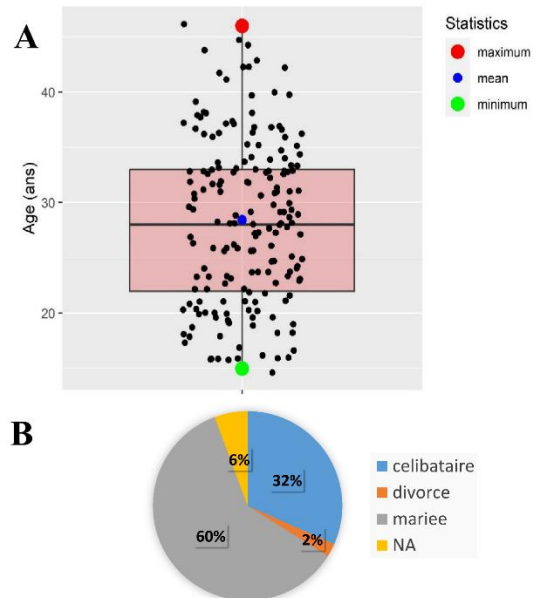 A
Statistics
maximum
mean
minimum
Age (ans)
40
30
20
B
6%
32%
2%
60%
celibataire
divorce
mariee
NA